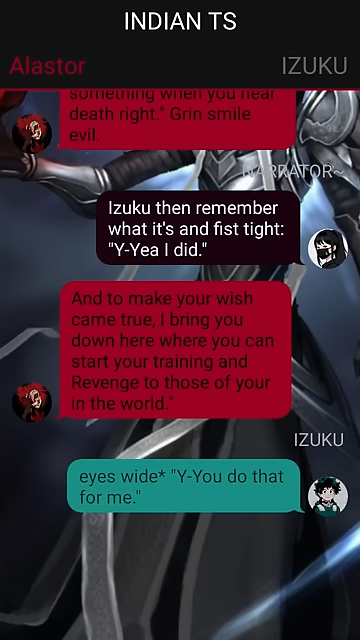 INDIAN TS
Alastor
IZUKU
something when you hear
death right." Grin smile
evil.
NARRATOR~
Izuku then remember
what it's and fist tight:
"Y-Yea I did."
And to make your wish
came true, I bring you
down here where you can
start your training and
Revenge to those of your
in the world."
IZUKU
eyes wide* "Y-You do that
for me."